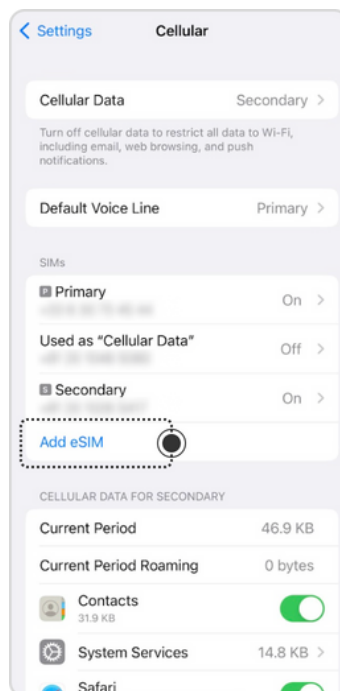 Settings Cellular
Cellular Data Secondary
Turn off cellular data to restrict all data to Wi-Fi,
including email, web browsing, and push
notifications.
Default Voice Line Primary
SIMs
P Primary
On
Used as “Cellular Data”
Off
S Secondary
On
Add eSIM
CELLULAR DATA FOR SECONDARY
Current Period 46.9 KB
Current Period Roaming 0 bytes
Contacts
31.9 KB
System Services 14.8 KB
Safari